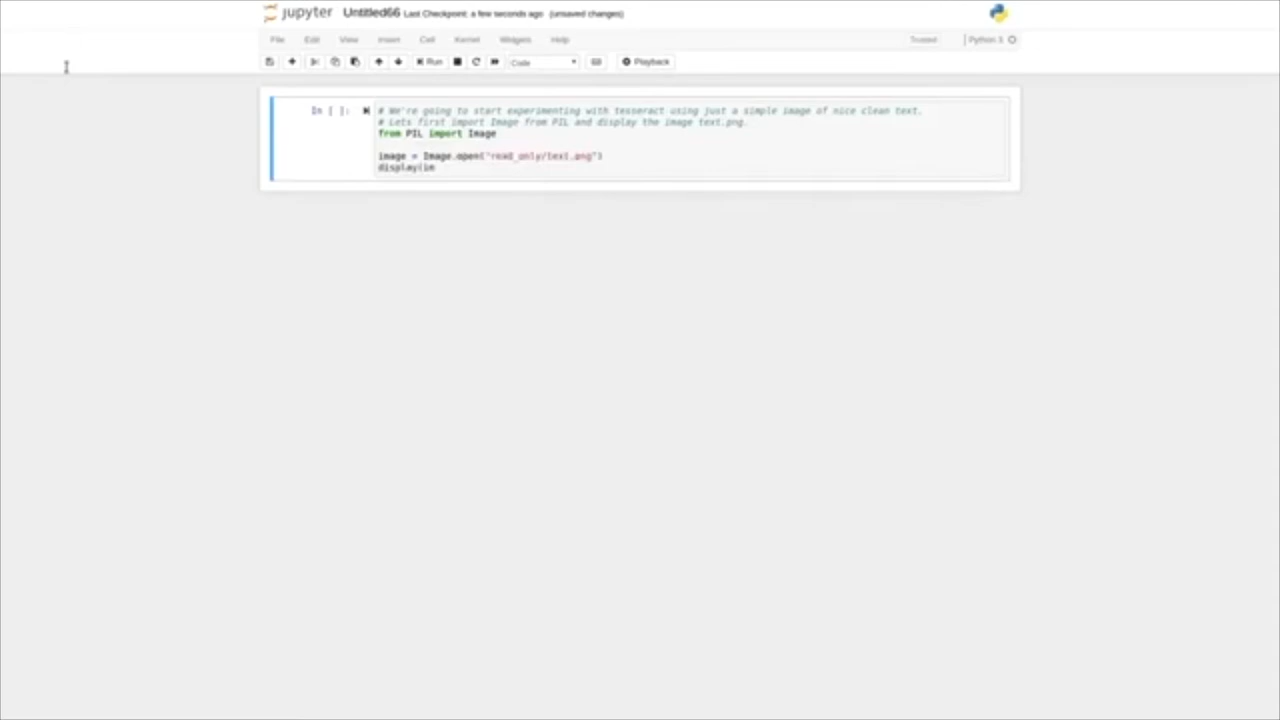 jupyter Untitled66 Last Checkpoint: a few seconds ago (unsaved changes)
File Edit View Insert Cell Kernel Widgets Help Trusted Python 3
Run Code Playback
In [ ]: # We're going to start experimenting with tesseract using just a simple image of nice clean text.
# Lets first import Image from PIL and display the image text.png.
from PIL import Image
image = Image.open("read_only/text.png")
display(im